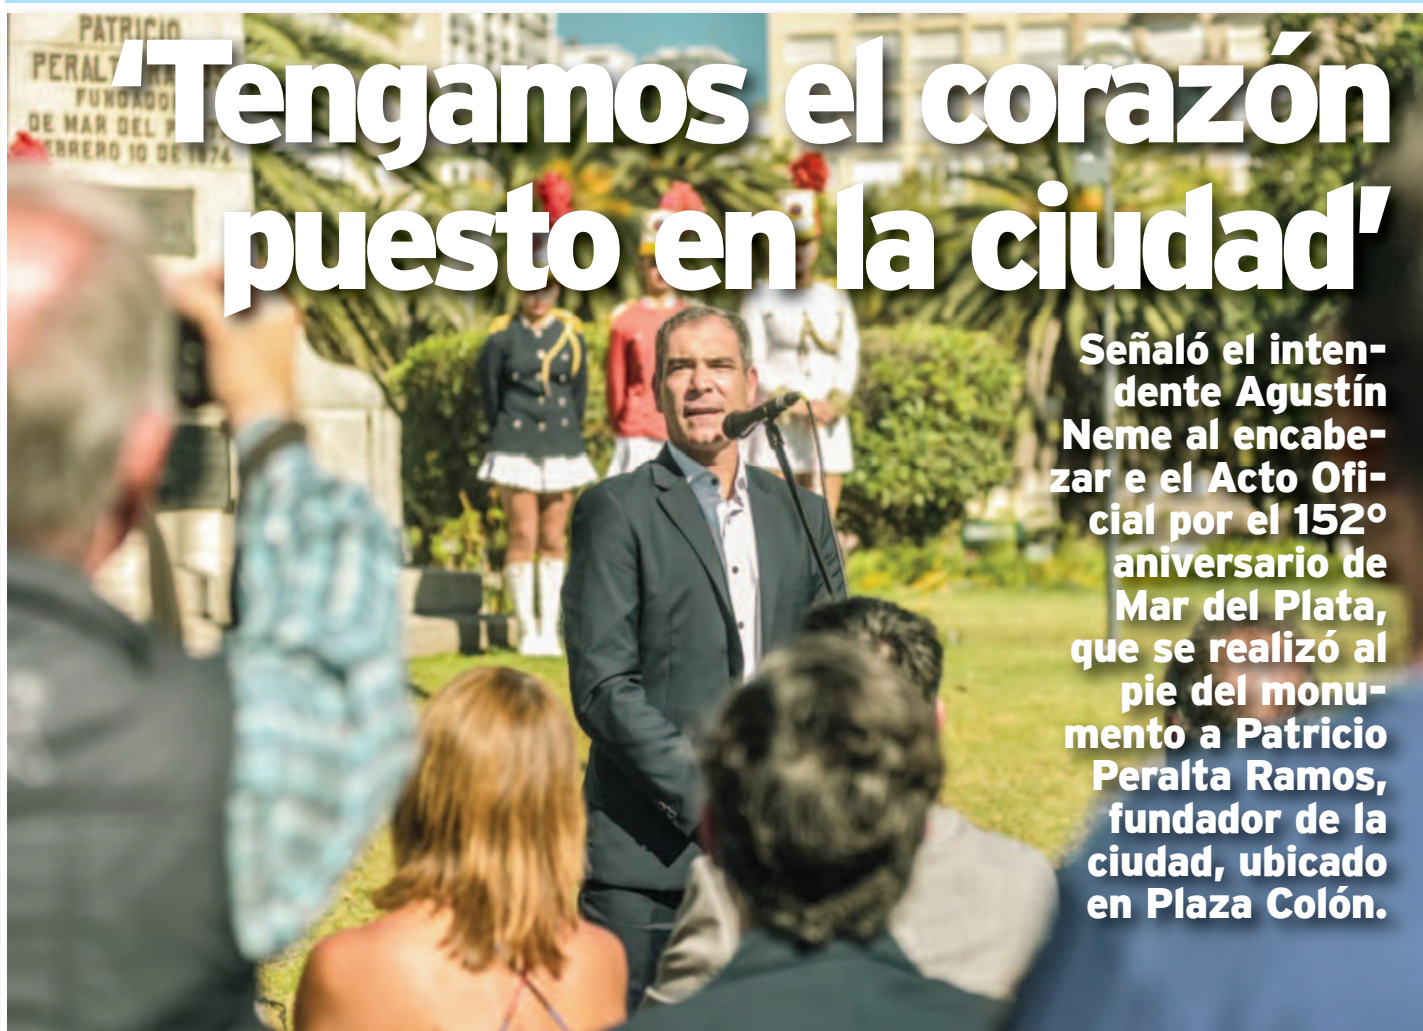 PATRICIO
PERALTA
FUNDADO
DE MAR DEL
EBRERO 10 DE 1874
‘Tengamos el corazón
puesto en la ciudad’
Señaló el inten-
dente Agustín
Neme al encabe-
zar e el Acto Ofi-
cial por el 152°
aniversario de
Mar del Plata,
que se realizó al
pie del monu-
mento a Patricio
Peralta Ramos,
fundador de la
ciudad, ubicado
en Plaza Colón.